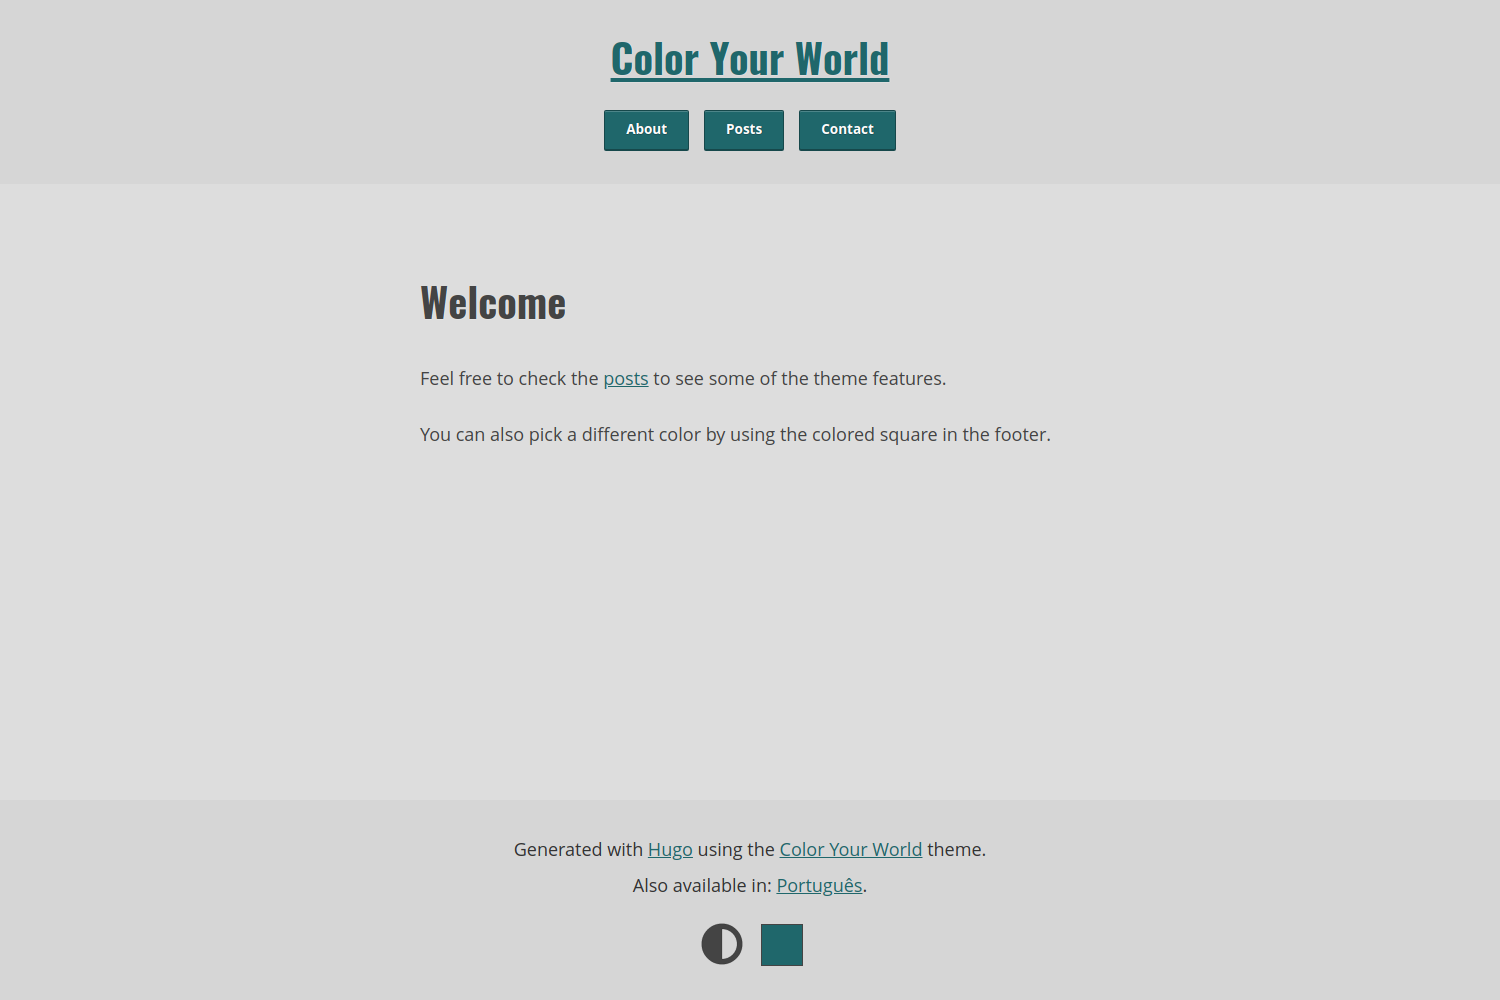 Color Your World
About Posts Contact
Welcome
Feel free to check the posts to see some of the theme features.
You can also pick a different color by using the colored square in the footer.
Generated with Hugo using the Color Your World theme.
Also available in: Português.